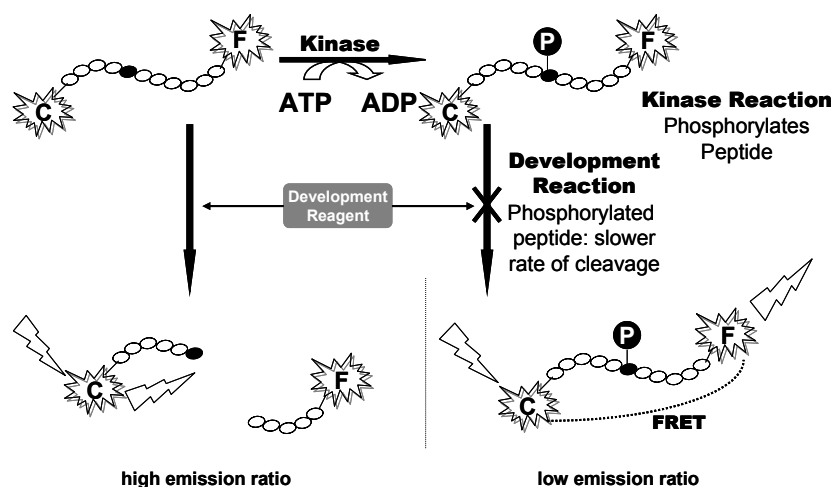 F
Kinase
P
F
C
ATP
ADP
C
Kinase Reaction
Phosphorylates
Peptide
Development
Reaction
Phosphorylated
peptide: slower
rate of cleavage
Development
Reagent
C
F
P
F
C
FRET
high emission ratio
low emission ratio